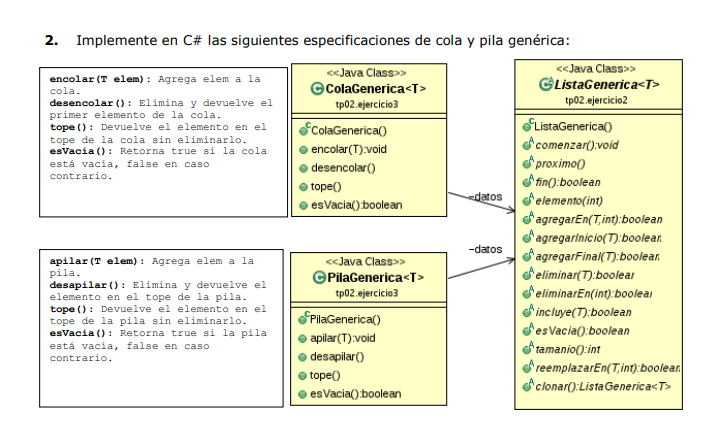 2. Implemente en C# las siguientes especificaciones de cola y pila genérica:
encolar(T elem): Agrega elem a la
cola.
desencolar(): Elimina y devuelve el
primer elemento de la cola.
tope(): Devuelve el elemento en el
tope de la cola sin eliminarlo.
esVacia(): Retorna true si la cola
está vacía, false en caso
contrario.
<<Java Class>>
ColaGenerica<T>
tp02.ejercicio3
ColaGenerica()
encolar(T):void
desencolar()
tope()
esVacia():boolean
-datos
apilar(T elem): Agrega elem a la
pila.
desapilar(): Elimina y devuelve el
elemento en el tope de la pila.
tope(): Devuelve el elemento en el
tope de la pila sin eliminarlo.
esVacia(): Retorna true si la pila
está vacía, false en caso
contrario.
<<Java Class>>
PilaGenerica<T>
tp02.ejercicio3
PilaGenerica()
apilar(T):void
desapilar()
tope()
esVacia():boolean
-datos
<<Java Class>>
ListaGenerica<T>
tp02.ejercicio2
ListaGenerica()
comenzar():void
proximo()
fin():boolean
elemento(int)
agregarEn(T,int):boolean
agregarInicio(T):boolean
agregarFinal(T):boolean
eliminar(T):boolear
eliminarEn(int):boolear
incluye(T):boolean
esVacia():boolean
tamanio():int
reemplazarEn(T,int):boolean
clonar():ListaGenerica<T>